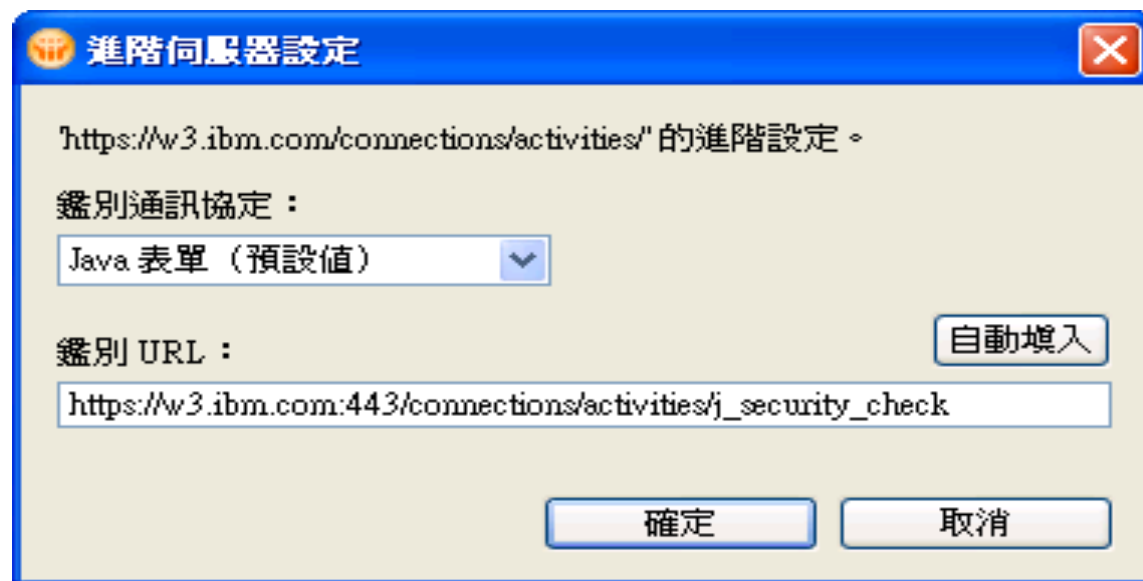 進階伺服器設定
"https://w3.ibm.com/connections/activities/" 的進階設定。
鑑別通訊協定：
Java 表單（預設值）
自動塡入
鑑別 URL：
https://w3.ibm.com:443/connections/activities/j_security_check
確定
取消